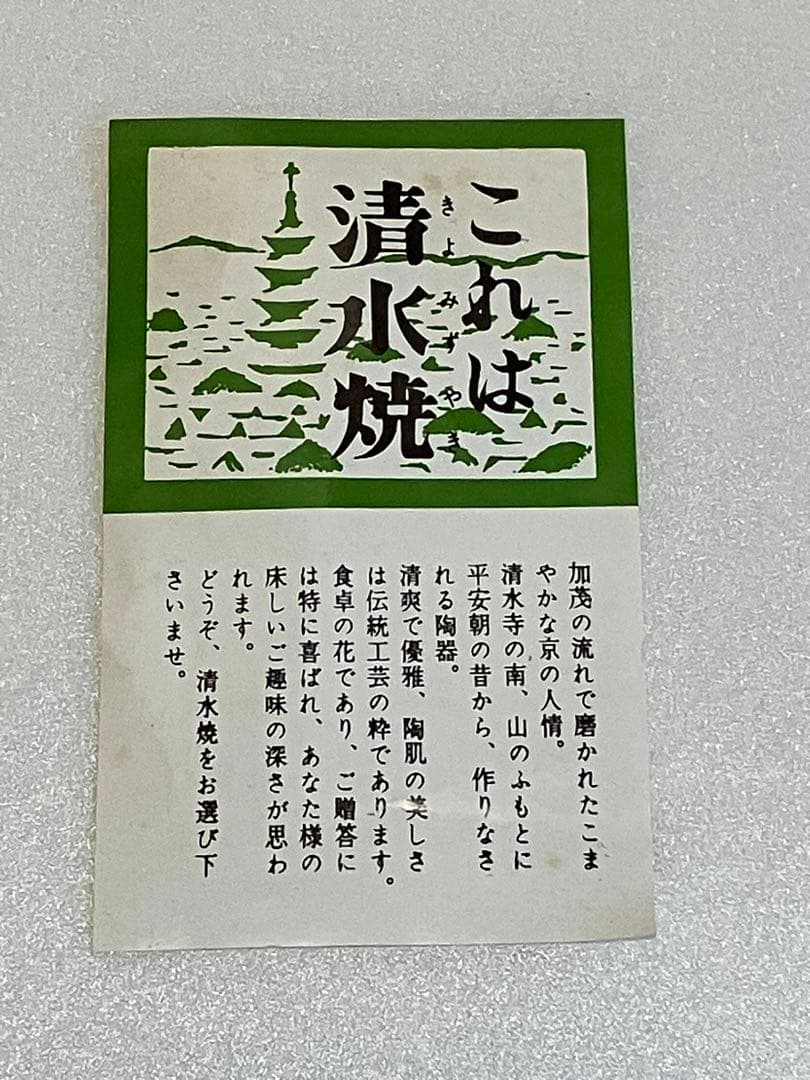 これは
清水焼
きよみずやき
加茂の流れで磨かれたこま
やかな京の人情。
清水寺の南、山のふもとに
平安朝の昔から、作りなさ
れる陶器。
清爽で優雅、陶肌の美しさ
は伝統工芸の粋であります。
食卓の花であり、ご贈答に
は特に喜ばれ、あなた様の
床しいご趣味の深さが思わ
れます。
どうぞ、清水焼をお選び下
さいませ。